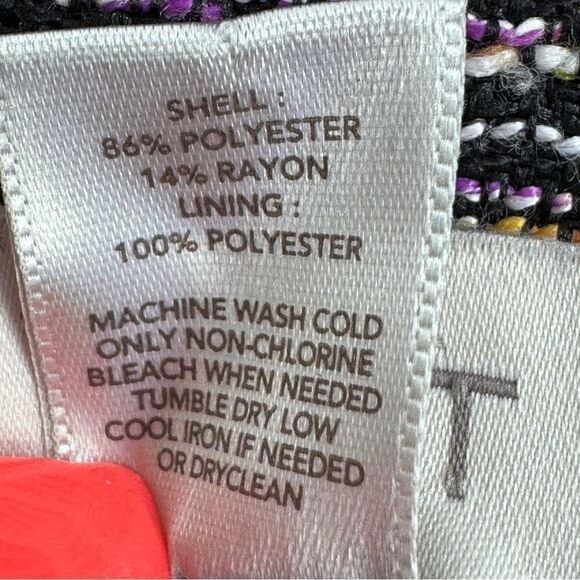 SHELL :
86% POLYESTER
14% RAYON
LINING :
100% POLYESTER
MACHINE WASH COLD
ONLY NON-CHLORINE
BLEACH WHEN NEEDED
TUMBLE DRY LOW
COOL IRON IF NEEDED
OR DRYCLEAN
T